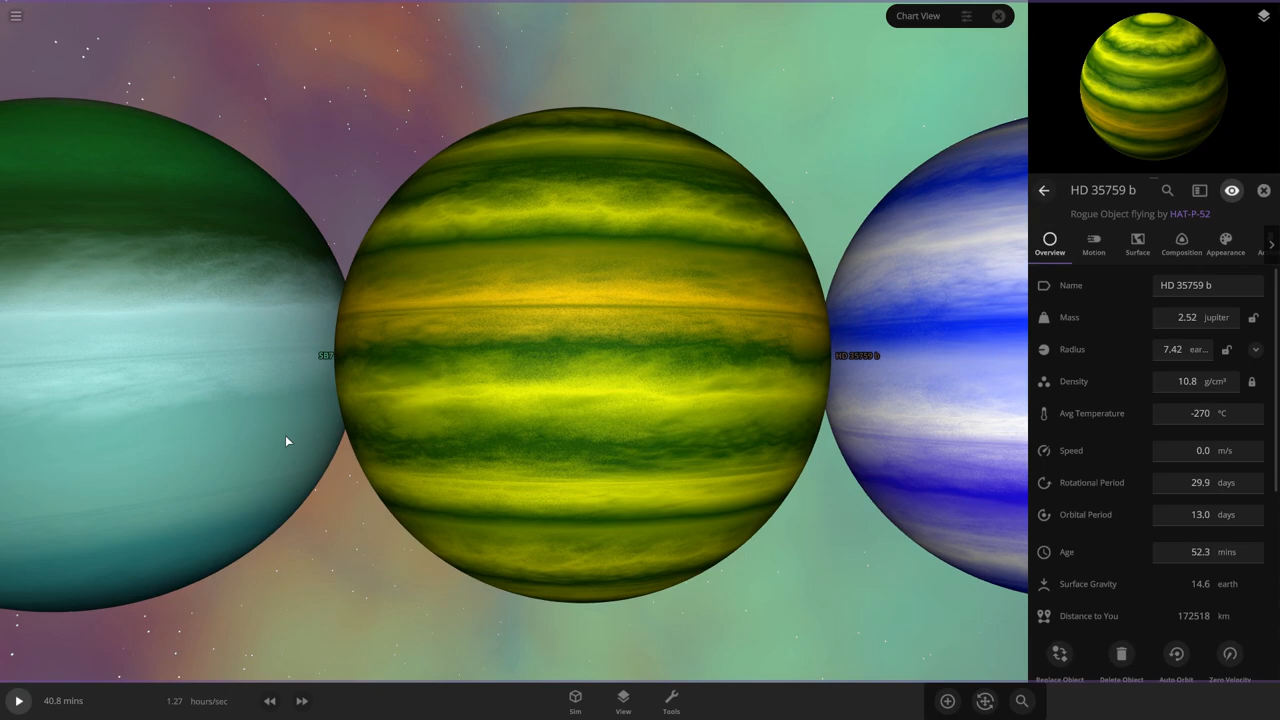 Chart View
HD 35759 b
Rogue Object flying by HAT-P-52
Overview
Motion
Surface
Composition
Appearance
Name HD 35759 b
Mass 2.52 jupiter
Radius 7.42 ear...
Density 10.8 g/cm³
Avg Temperature -270 °C
Speed 0.0 m/s
Rotational Period 29.9 days
Orbital Period 13.0 days
Age 52.3 mins
Surface Gravity 14.6 earth
Distance to You 172518 km
Replace Object
Delete Object
Auto Orbit
Zero Velocity
HD 35759 b
40.8 mins
1.27 hours/sec
Sim
View
Tools